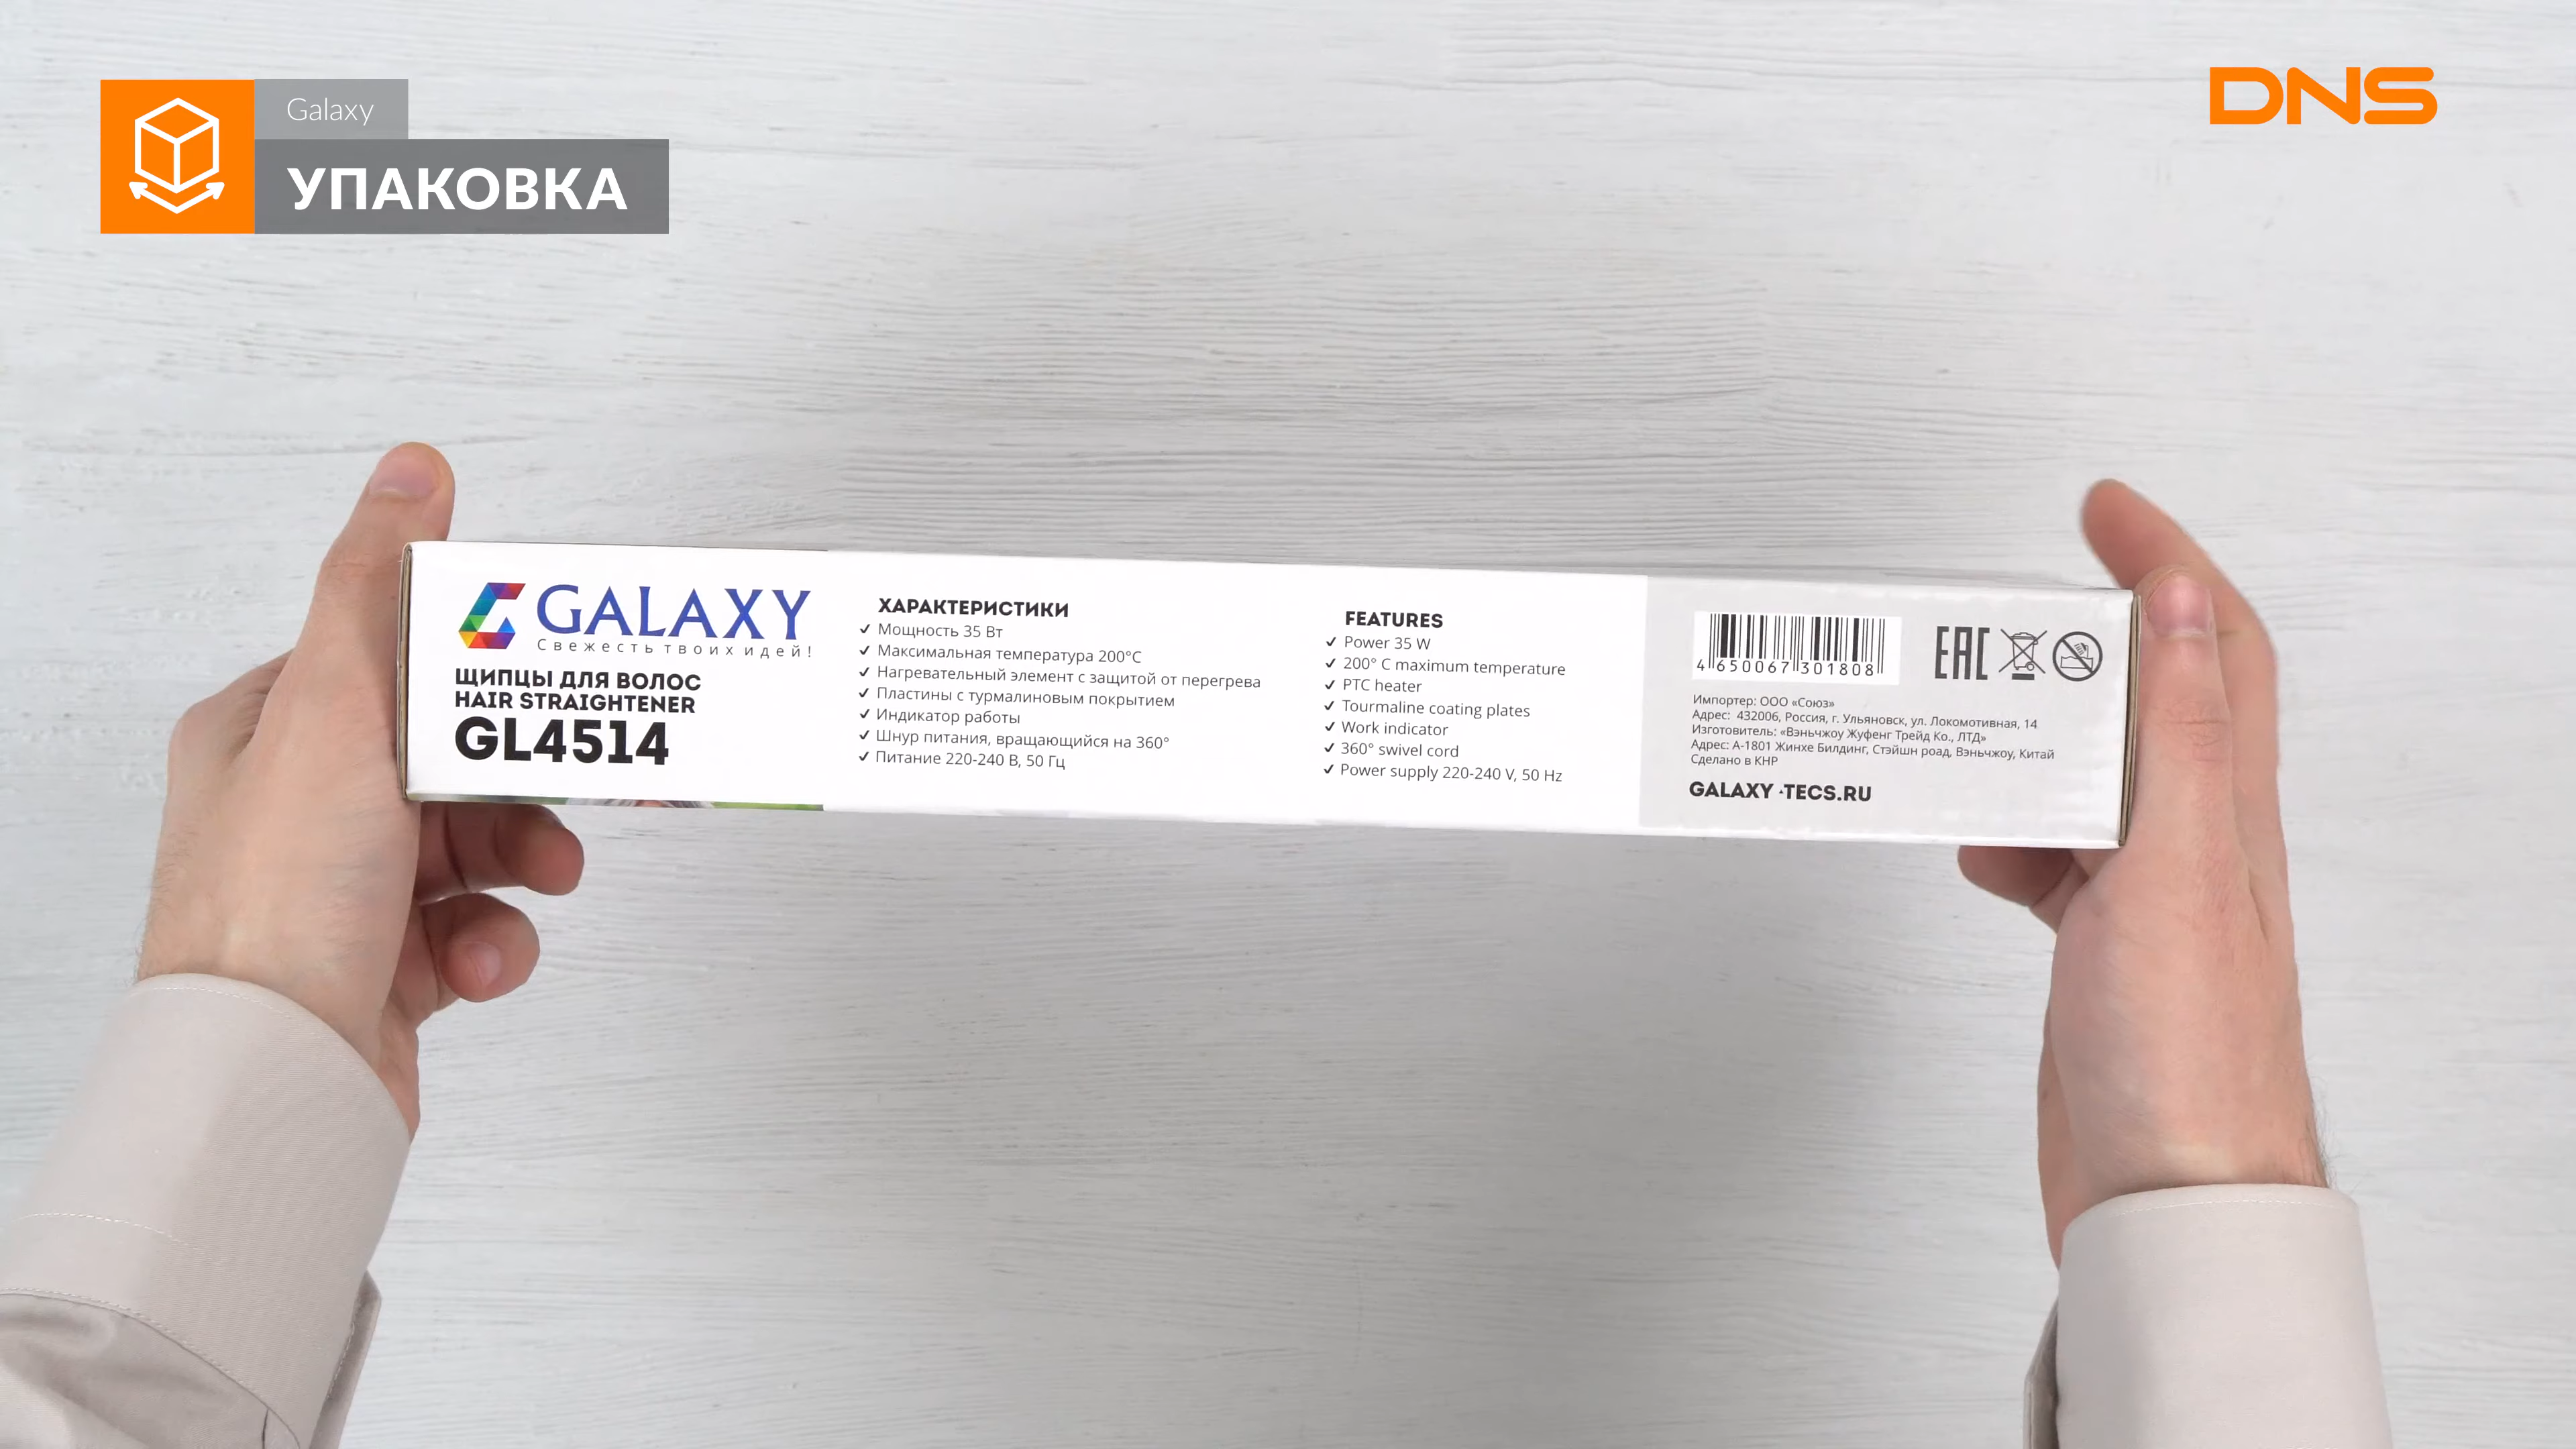 Galaxy
УПАКОВКА
DNS
GALAXY
Свежесть твоих идей!
ЩИПЦЫ ДЛЯ ВОЛОС
HAIR STRAIGHTENER
GL4514
ХАРАКТЕРИСТИКИ
✓ Мощность 35 Вт
✓ Максимальная температура 200°C
✓ Нагревательный элемент с защитой от перегрева
✓ Пластины с турмалиновым покрытием
✓ Индикатор работы
✓ Шнур питания, вращающийся на 360°
✓ Питание 220-240 В, 50 Гц
FEATURES
✓ Power 35 W
✓ 200° C maximum temperature
✓ PTC heater
✓ Tourmaline coating plates
✓ Work indicator
✓ 360° swivel cord
✓ Power supply 220-240 V, 50 Hz
4 650067 301808
EAC
Импортер: ООО «Союз»
Адрес: 432006, Россия, г. Ульяновск, ул. Локомотивная, 14
Изготовитель: «Вэньчжоу Жуфенг Трейд Ко., ЛТД»
Адрес: А-1801 Жинхе Билдинг, Стэйшн роад, Вэньчжоу, Китай
Сделано в КНР
GALAXY -TECS.RU